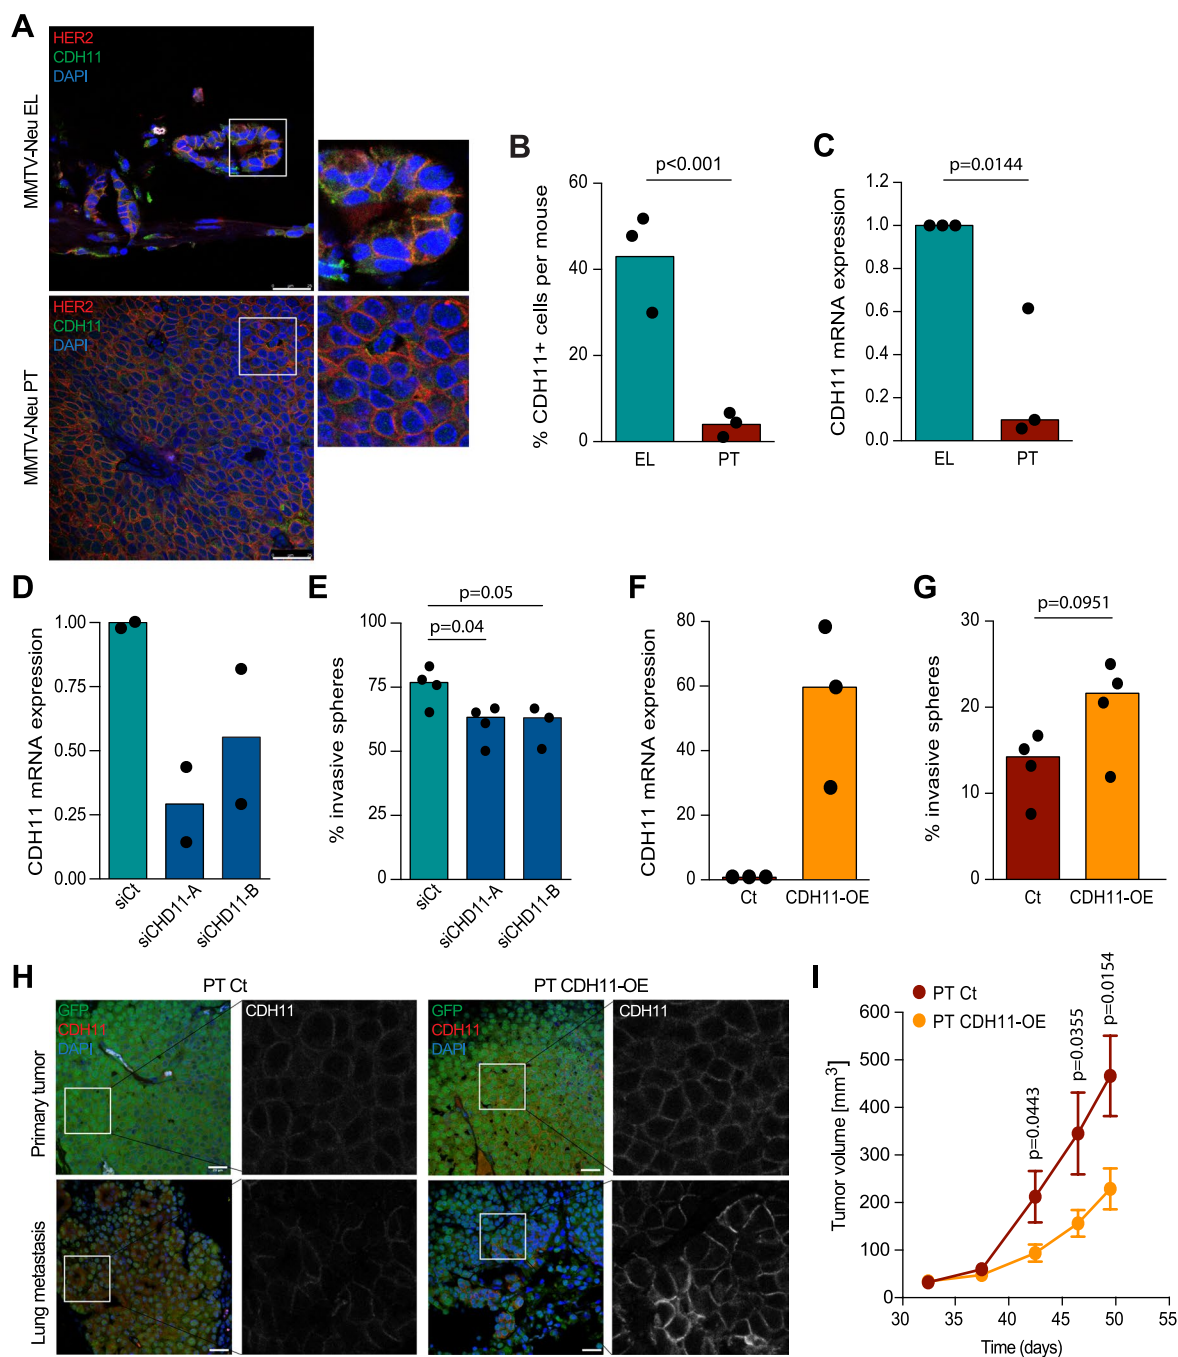 A
HER2
CDH11
DAPI
MMTV-Neu EL
HER2
CDH11
DAPI
MMTV-Neu PT
B
p<0.001
% CDH11+ cells per mouse
60
40
20
0
EL
PT
C
p=0.0144
CDH11 mRNA expression
1.2
1.0
0.8
0.6
0.4
0.2
0.0
EL
PT
D
CDH11 mRNA expression
1.00
0.75
0.50
0.25
0.00
siCt
siCHD11-A
siCHD11-B
E
p=0.05
p=0.04
% invasive spheres
100
75
50
25
0
siCt
siCHD11-A
siCHD11-B
F
CDH11 mRNA expression
80
60
40
20
0
Ct
CDH11-OE
G
p=0.0951
% invasive spheres
30
20
10
0
Ct
CDH11-OE
H
PT Ct
PT CDH11-OE
Primary tumor
GFP
CDH11
DAPI
CDH11
GFP
CDH11
DAPI
CDH11
Lung metastasis
I
PT Ct
PT CDH11-OE
p=0.0443
p=0.0355
p=0.0154
Tumor volume [mm³]
600
500
400
300
200
100
0
30
35
40
45
50
55
Time (days)